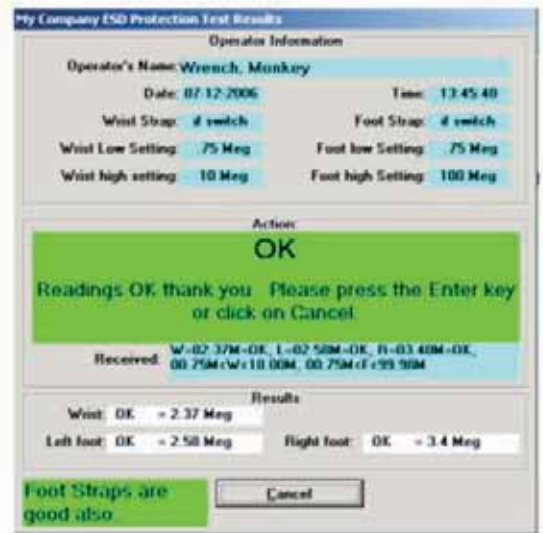 My Company ESD Protection Test Results
Operator Information
Operator's Name: Wrench, Monkey
Date: 07-12-2006 Time: 13:45:40
Wrist Strap: d switch Foot Strap: d switch
Wrist Low Setting: .75 Meg Foot low Setting: .75 Meg
Wrist high setting: 10 Meg Foot high Setting: 100 Meg
Action:
OK
Readings OK thank you Please press the Enter key
or click on Cancel
Received: W=02.37M=OK, L=02.58M=OK, R=03.40M=OK,
00.75M<W<10.00M, 00.75M<F<99.98M
Results
Wrist: OK = 2.37 Meg
Left foot: OK = 2.58 Meg Right foot: OK = 3.4 Meg
Foot Straps are
good also.
Cancel